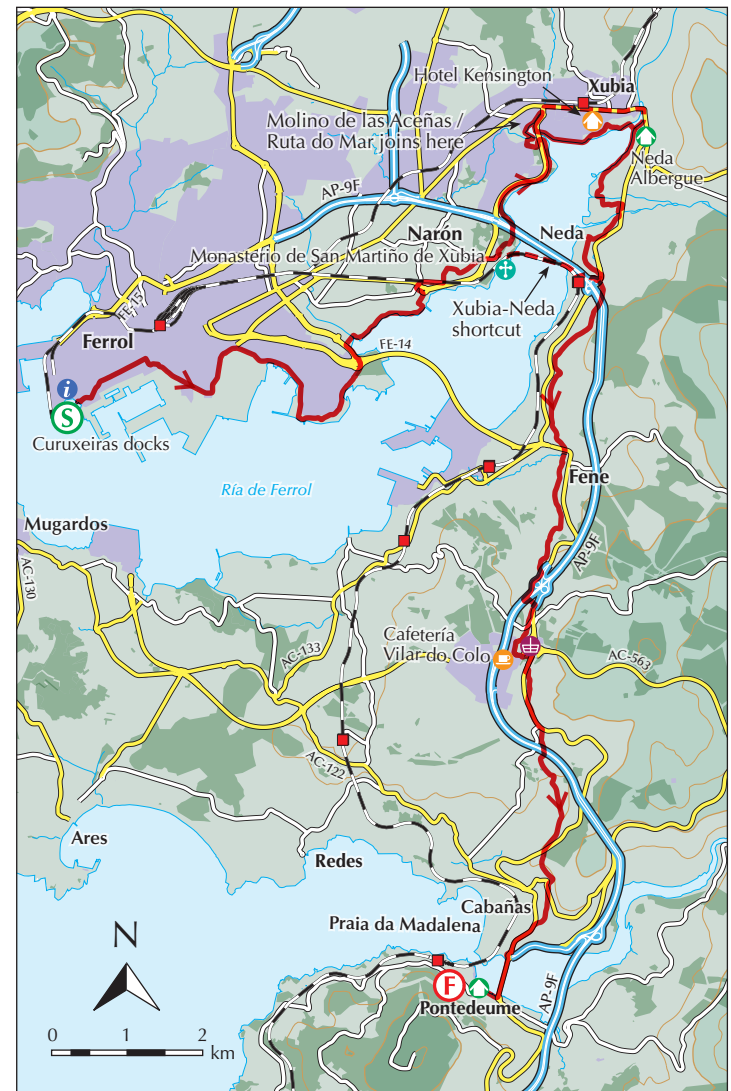 Hotel Kensington
Xubia
Molino de las Aceñas /
Ruta do Mar joins here
Neda
Albergue
AP-9F
Narón
Neda
Monasterio de San Martiño de Xubia
Xubia-Neda
shortcut
FE-15
Ferrol
FE-14
i
S
Curuxeiras docks
Fene
Ría de Ferrol
Mugardos
AP-9F
AC-130
Cafetería
Vilar do Colo
AC-133
AC-563
AC-122
Ares
Redes
Cabañas
Praia da Madalena
N
F
Pontedeume
AP-9F
0 1 2
km